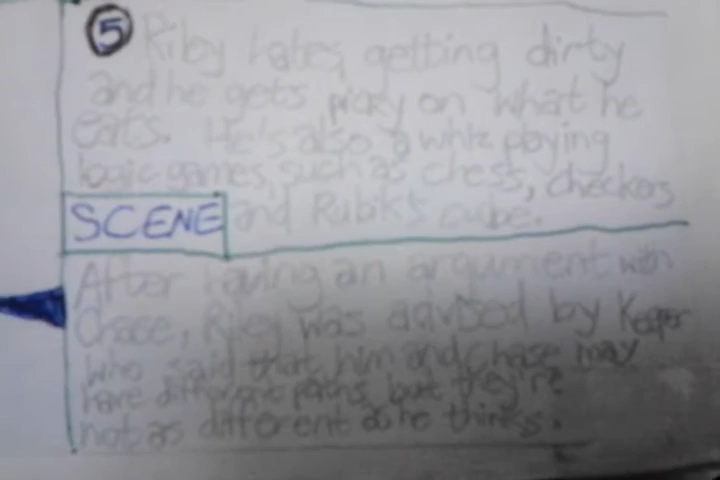 5 Riley hates getting dirty
and he gets picky on what he
eats. He's also a whiz playing
logic games, such as chess, checkers
and Rubik's cube.
SCENE
After having an argument with
Chase, Riley was advised by Keeper
who said that him and Chase may
have different paths, but they're
not as different as he thinks.